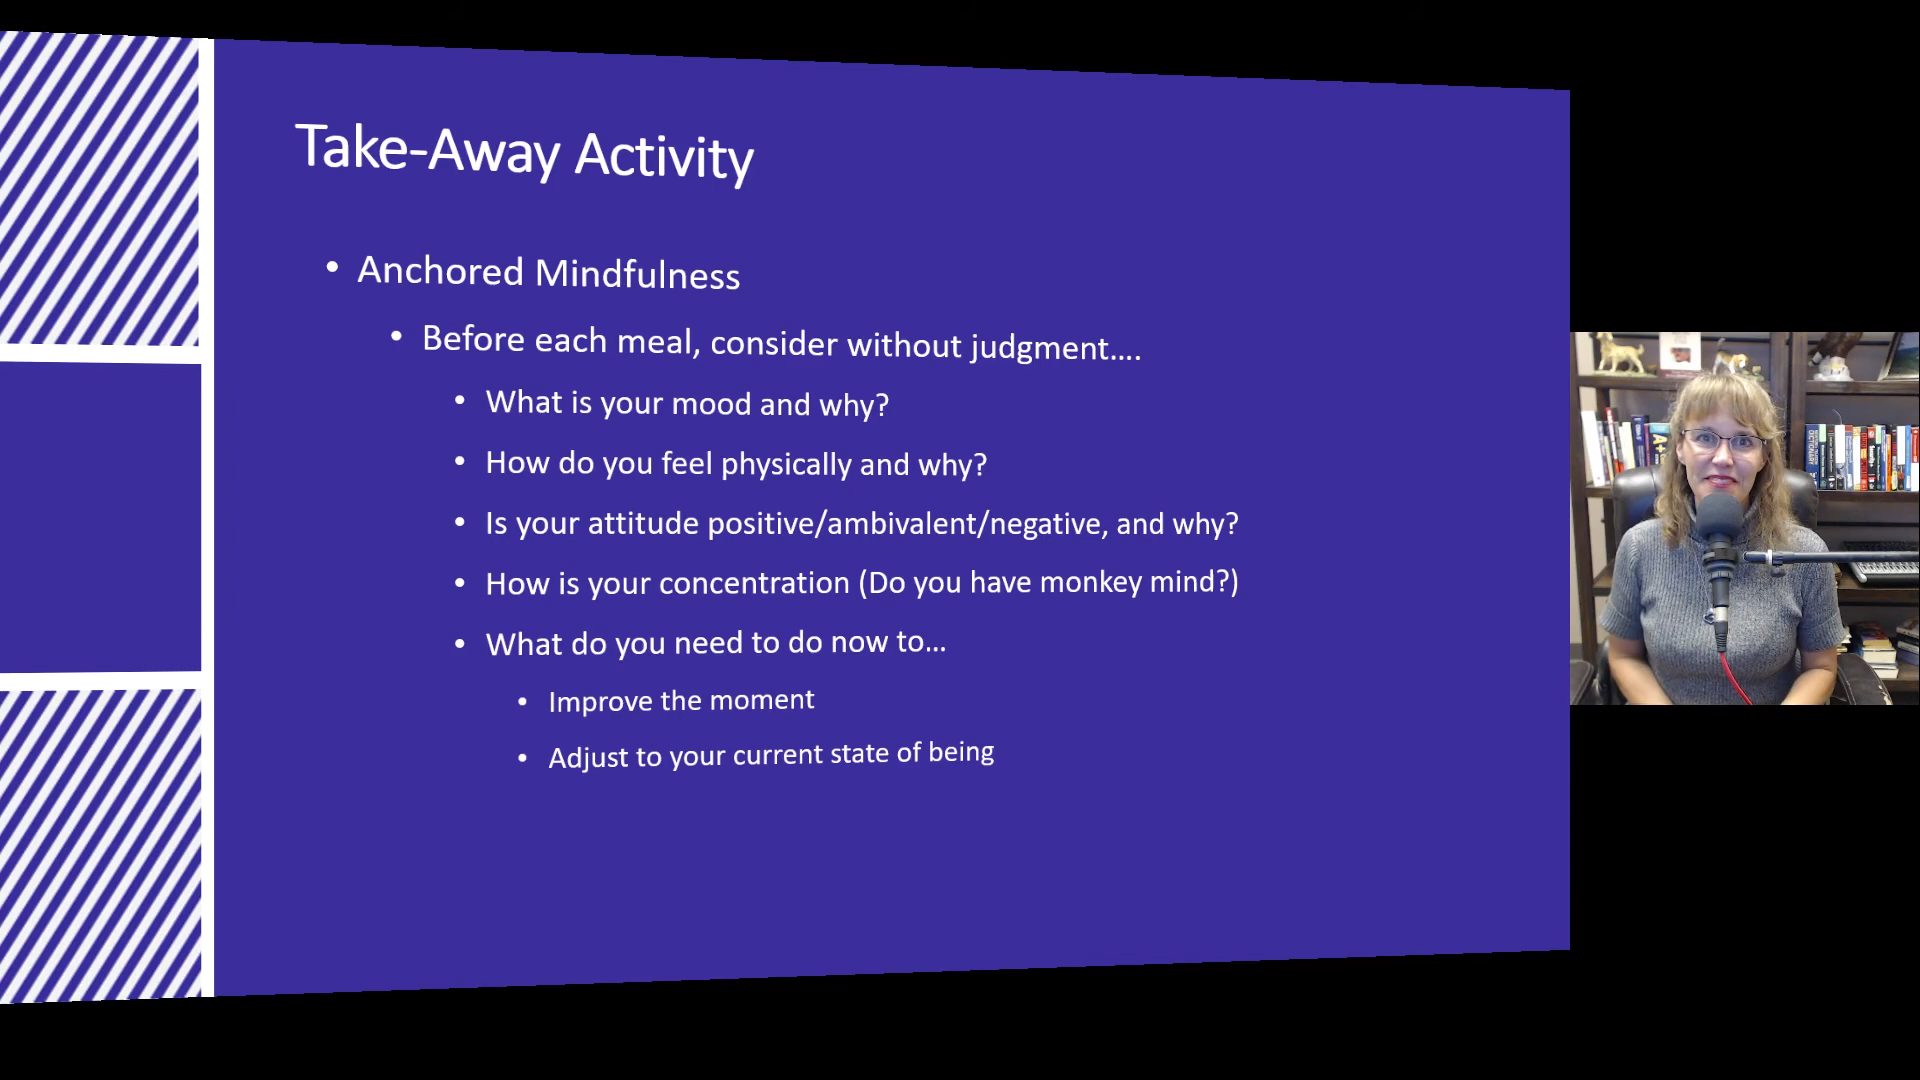 Take-Away Activity
• Anchored Mindfulness
• Before each meal, consider without judgment....
• What is your mood and why?
• How do you feel physically and why?
• Is your attitude positive/ambivalent/negative, and why?
• How is your concentration (Do you have monkey mind?)
• What do you need to do now to...
• Improve the moment
• Adjust to your current state of being
A+
DICTIONARY